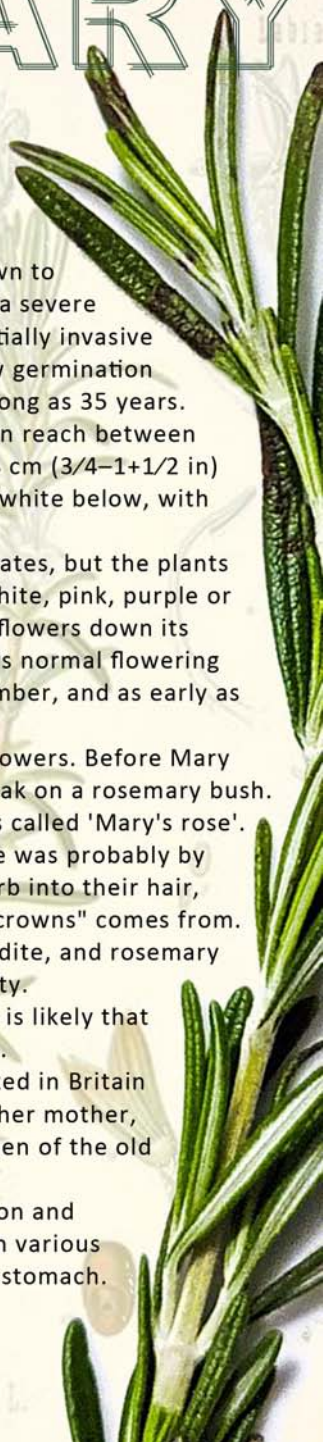 ARY
wn to
a severe
tially invasive
w germination
ong as 35 years.
n reach between
cm (3/4–1+1/2 in)
white below, with
ates, but the plants
hite, pink, purple or
flowers down its
s normal flowering
mber, and as early as
owers. Before Mary
ak on a rosemary bush.
s called 'Mary's rose'.
e was probably by
rb into their hair,
crowns" comes from.
dite, and rosemary
ty.
is likely that
.
ted in Britain
her mother,
en of the old
on and
n various
stomach.